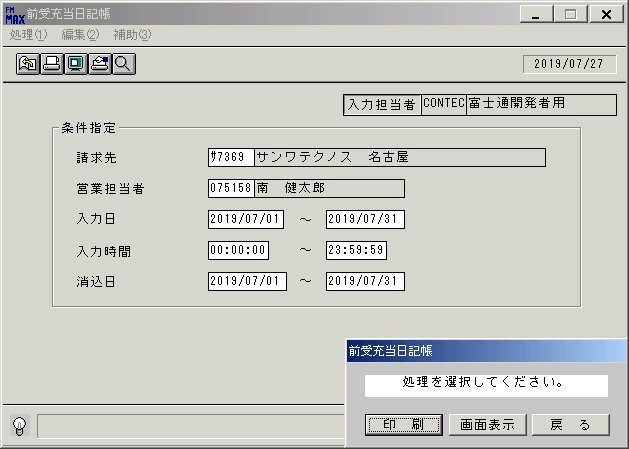 FM MAX 前受充当日記帳
処理(1) 編集(2) 補助(3)
2019/07/27
入力担当者 CONTEC 富士通開発者用
条件指定
請求先 #7369 サンワテクノス 名古屋
営業担当者 075158 南 健太郎
入力日 2019/07/01 ～ 2019/07/31
入力時間 00:00:00 ～ 23:59:59
消込日 2019/07/01 ～ 2019/07/31
前受充当日記帳
処理を選択してください。
印 刷 画面表示 戻 る